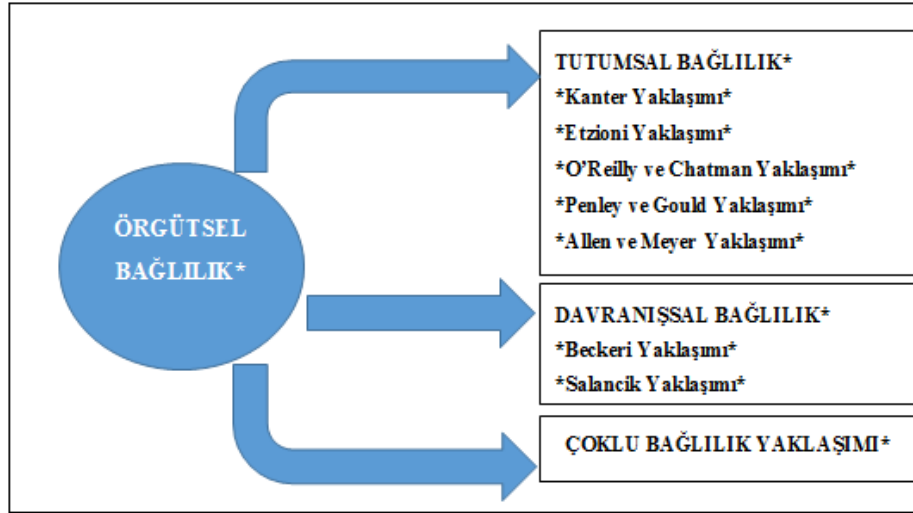 ÖRGÜTSEL
BAĞLILIK*
TUTUMSAL BAĞLILIK*
*Kanter Yaklaşımı*
*Etzioni Yaklaşımı*
*O’Reilly ve Chatman Yaklaşımı*
*Penley ve Gould Yaklaşımı*
*Allen ve Meyer Yaklaşımı*
DAVRANIŞSAL BAĞLILIK*
*Beckeri Yaklaşımı*
*Salancik Yaklaşımı*
ÇOKLU BAĞLILIK YAKLAŞIMI*